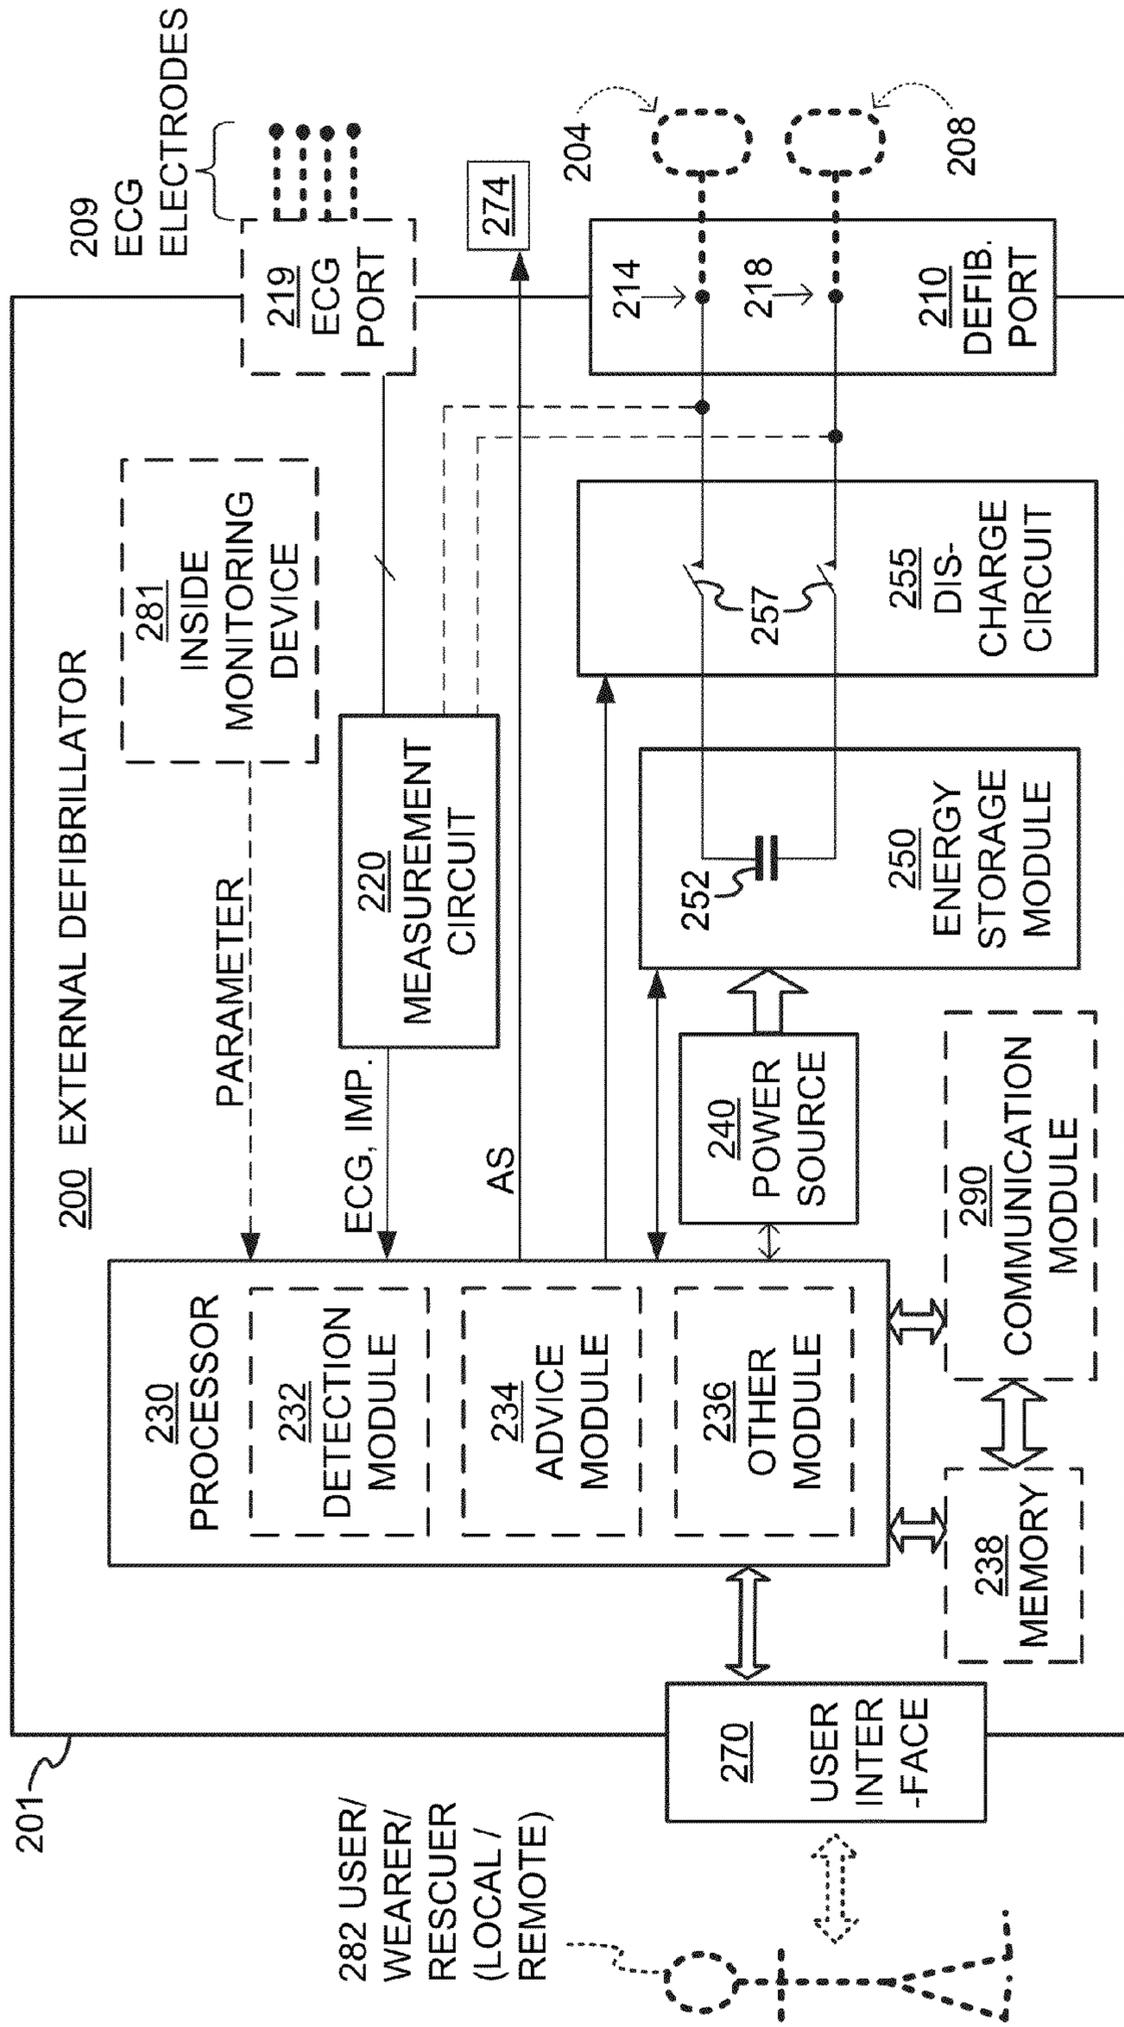 200 EXTERNAL DEFIBRILLATOR
201
282 USER/
WEARER/
RESCUER
(LOCAL /
REMOTE)
270
USER
INTER
-FACE
230
PROCESSOR
232
DETECTION
MODULE
234
ADVICE
MODULE
236
OTHER
MODULE
238
MEMORY
290
COMMUNICATION
MODULE
PARAMETER
ECG, IMP.
AS
240
POWER
SOURCE
281
INSIDE
MONITORING
DEVICE
220
MEASUREMENT
CIRCUIT
252
250
ENERGY
STORAGE
MODULE
257
255
DIS-
CHARGE
CIRCUIT
209
ECG
ELECTRODES
219
ECG
PORT
274
214
218
210
DEFIB.
PORT
204
208